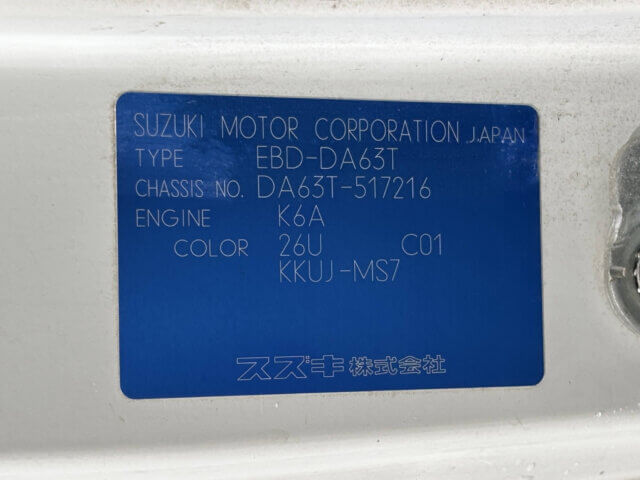 SUZUKI MOTOR CORPORATION JAPAN
TYPE EBD-DA63T
CHASSIS NO. DA63T-517216
ENGINE K6A
COLOR 26U C01
KKUJ-MS7
スズキ株式会社